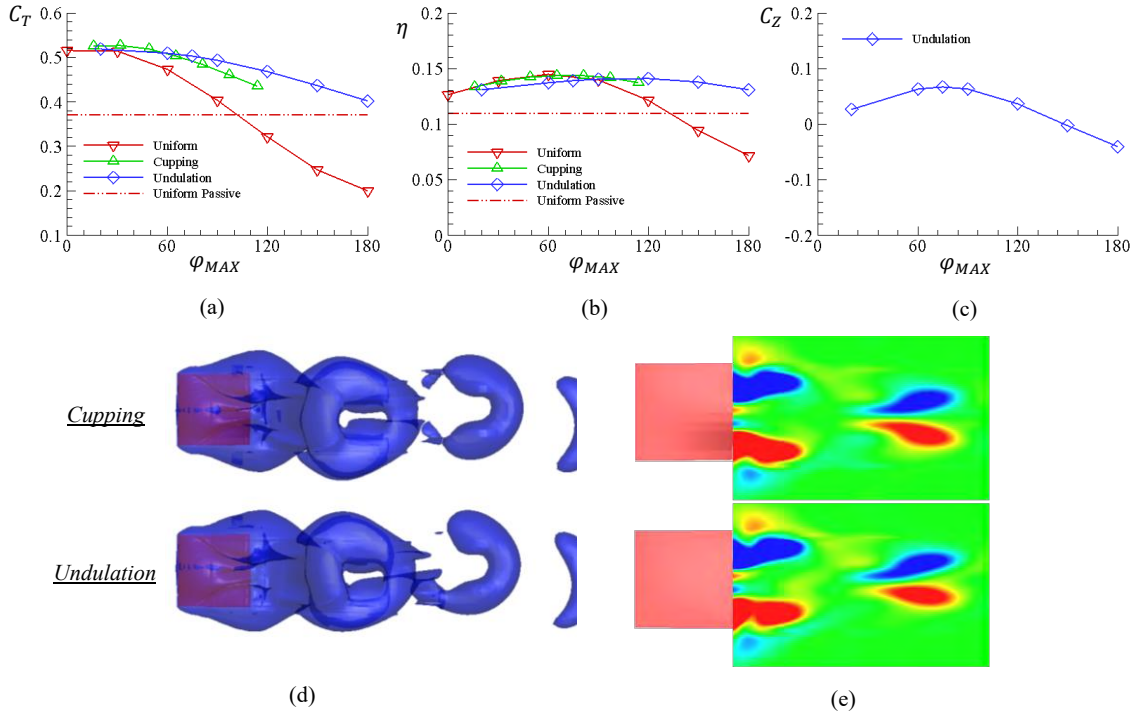 C_T
0.6
0.5
0.4
0.3
0.2
0.1
0
60
120
180
φ_MAX
Uniform
Cupping
Undulation
Uniform Passive
(a)
η
0.2
0.15
0.1
0.05
0
0
60
120
180
φ_MAX
Uniform
Cupping
Undulation
Uniform Passive
(b)
C_Z
0.2
0.1
0
-0.1
-0.2
0
60
120
180
φ_MAX
Undulation
(c)
Cupping
Undulation
(d)
(e)